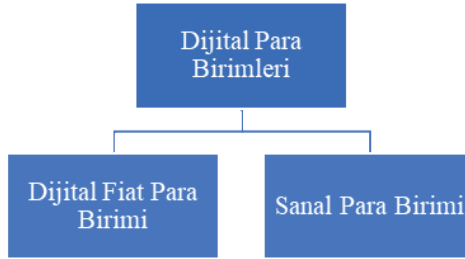 Dijital Para
Birimleri
Dijital Fiat Para
Birimi
Sanal Para Birimi